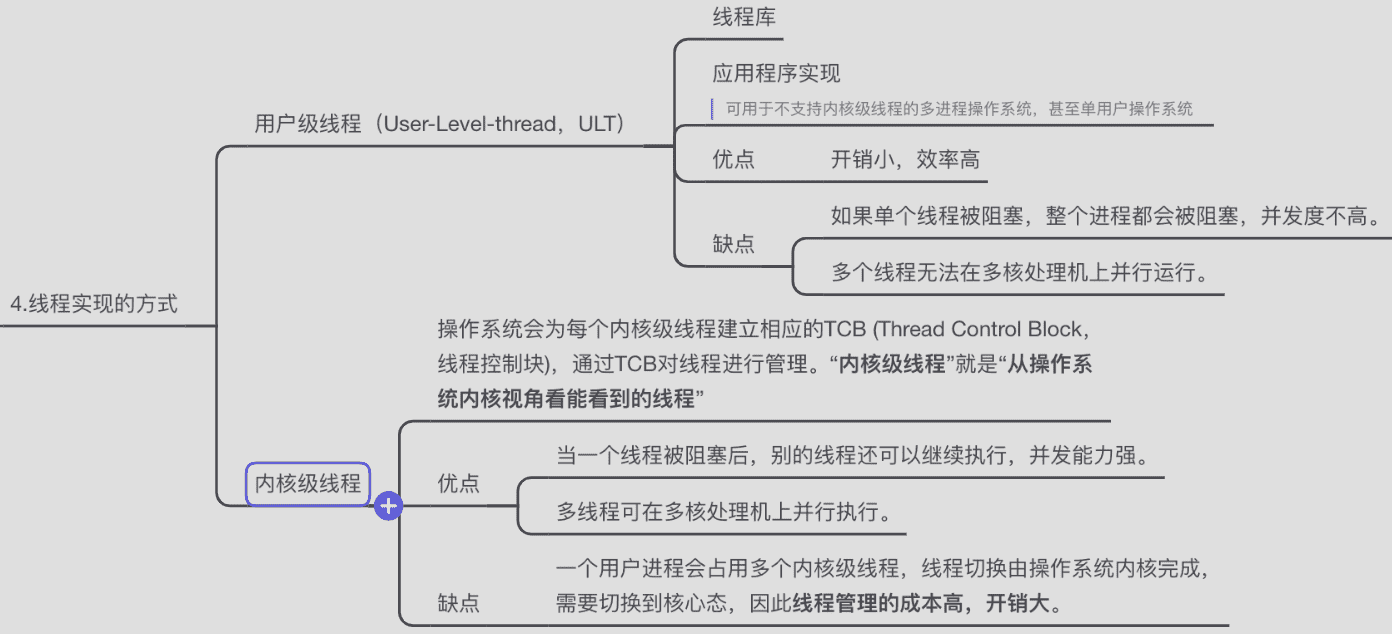 4.线程实现的方式
用户级线程（User-Level-thread，ULT）
线程库
应用程序实现
可用于不支持内核级线程的多进程操作系统，甚至单用户操作系统
优点
开销小，效率高
缺点
如果单个线程被阻塞，整个进程都会被阻塞，并发度不高。
多个线程无法在多核处理机上并行运行。
内核级线程
操作系统会为每个内核级线程建立相应的TCB (Thread Control Block，
线程控制块)，通过TCB对线程进行管理。“内核级线程”就是“从操作系
统内核视角看能看到的线程”
优点
当一个线程被阻塞后，别的线程还可以继续执行，并发能力强。
多线程可在多核处理机上并行执行。
缺点
一个用户进程会占用多个内核级线程，线程切换由操作系统内核完成，
需要切换到核心态，因此线程管理的成本高，开销大。